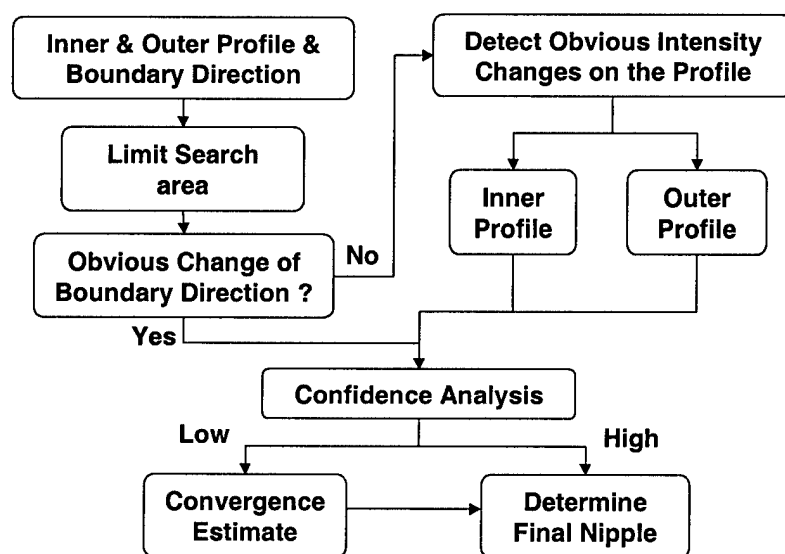 Inner & Outer Profile &
Boundary Direction
Detect Obvious Intensity
Changes on the Profile
Limit Search
area
Inner
Profile
Outer
Profile
Obvious Change of
Boundary Direction ?
No
Yes
Confidence Analysis
Low
High
Convergence
Estimate
Determine
Final Nipple